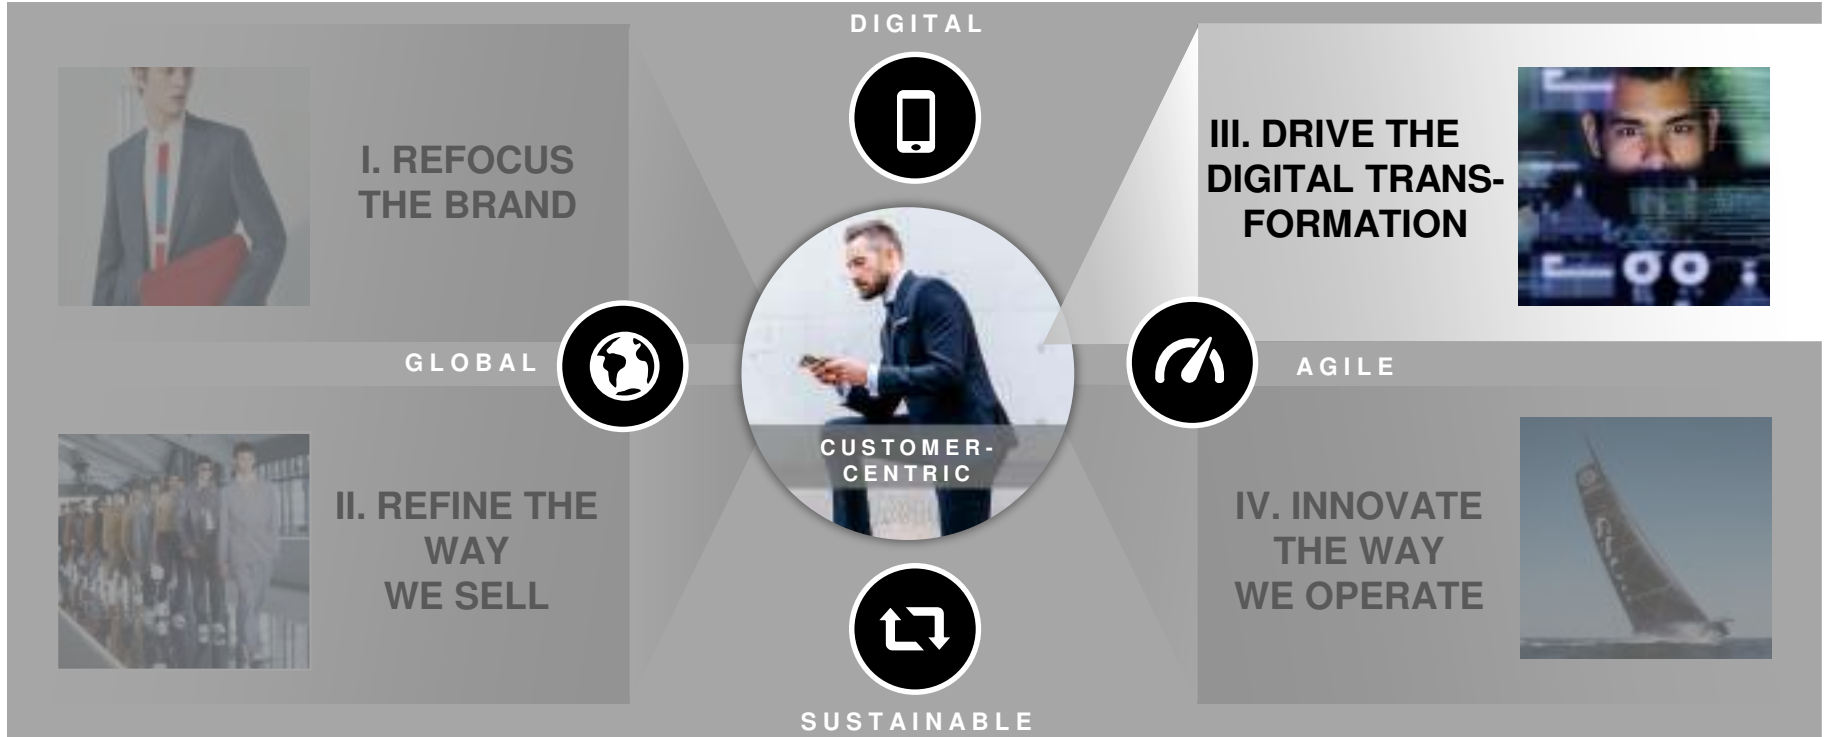 DIGITAL
I. REFOCUS
THE BRAND
III. DRIVE THE
DIGITAL TRANS-
FORMATION
GLOBAL
AGILE
CUSTOMER-
CENTRIC
II. REFINE THE
WAY
WE SELL
IV. INNOVATE
THE WAY
WE OPERATE
SUSTAINABLE